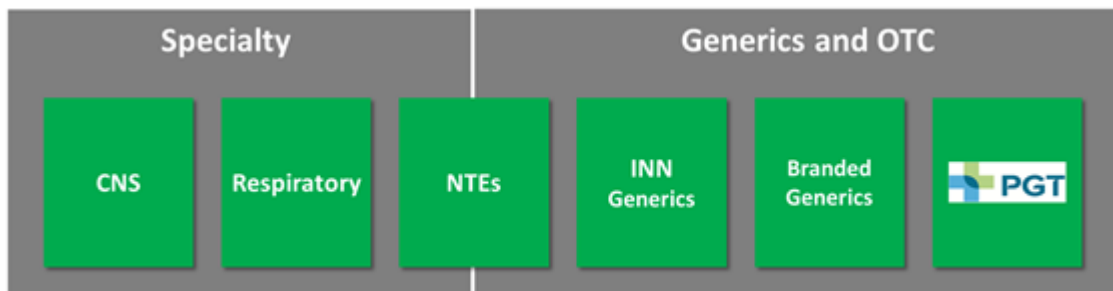 Specialty
Generics and OTC
CNS
Respiratory
NTEs
INN
Generics
Branded
Generics
PGT